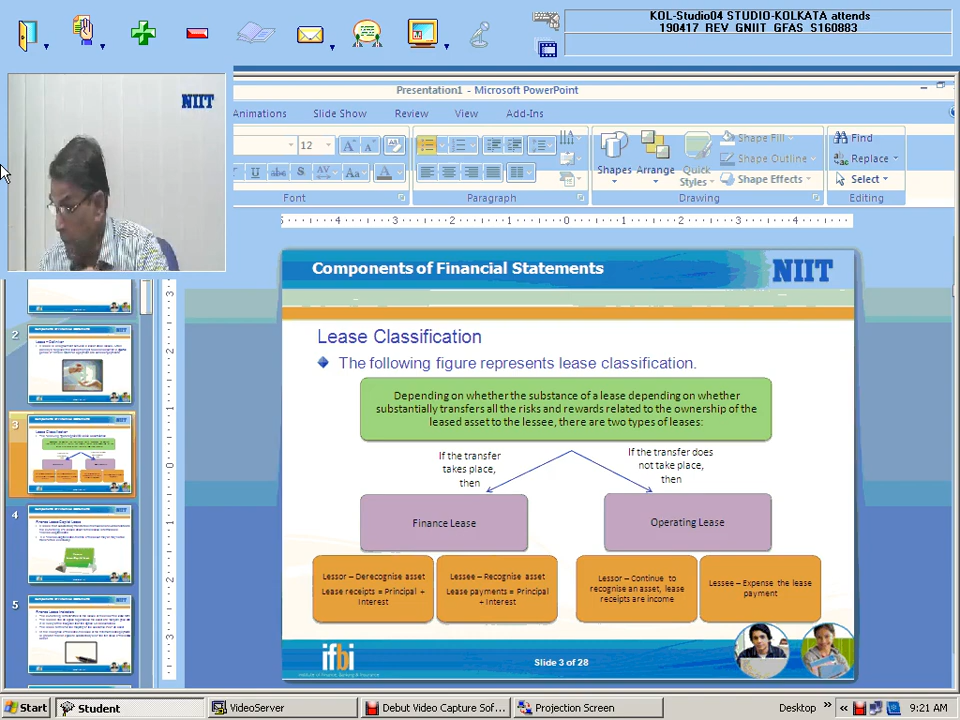 KOL-Studio04 STUDIO-KOLKATA attends
190417_REV_GNIIT_GFAS_S160883
NIIT
Presentation1 - Microsoft PowerPoint
Animations Slide Show Review View Add-Ins
12
Shapes Arrange Quick Styles
Shape Fill
Shape Outline
Shape Effects
Find
Replace
Select
Font Paragraph Drawing Editing
Components of Financial Statements
NIIT
Lease Classification
The following figure represents lease classification.
Depending on whether the substance of a lease depending on whether
substantially transfers all the risks and rewards related to the ownership of the
leased asset to the lessee, there are two types of leases:
If the transfer
takes place,
then
If the transfer does
not take place,
then
Finance Lease
Operating Lease
Lessor – Derecognise asset
Lease receipts = Principal +
Interest
Lessee – Recognise asset
Lease payments = Principal
+ Interest
Lessor – Continue to
recognise an asset, lease
receipts are income
Lessee – Expense the lease
payment
ifbi
Institute of Finance, Banking & Insurance
Slide 3 of 28
2
3
4
5
Start
Student
VideoServer
Debut Video Capture Sof...
Projection Screen
Desktop
9:21 AM